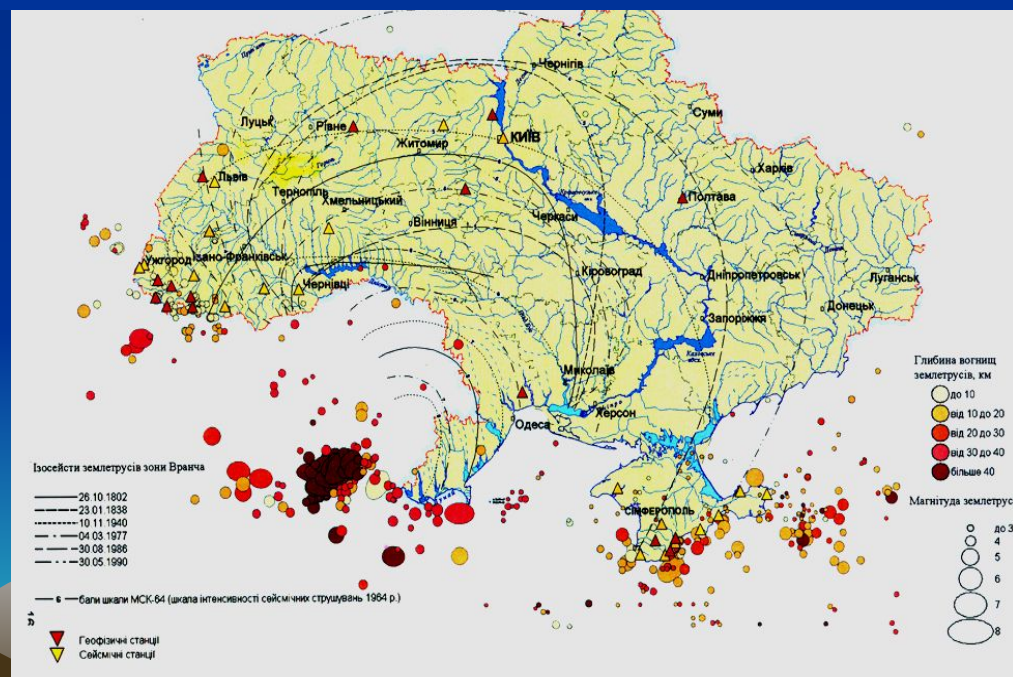 Чернігів
Суми
Луцьк
Рівне
КИЇВ
Житомир
Харків
Львів
Полтава
Тернопіль
Хмельницький
Вінниця
Черкаси
Ужгород
Івано-Франківськ
Чернівці
Кіровоград
Дніпропетровськ
Луганськ
Донецьк
Запоріжжя
Миколаїв
Херсон
Одеса
СІМФЕРОПОЛЬ
Глибина вогнищ
землетрусів, км
до 10
від 10 до 20
від 20 до 30
від 30 до 40
більше 40
Магнітуда землетрус
до 3
4
5
6
7
8
Ізосейсти землетрусів зони Вранча
26.10.1802
23.01.1838
10.11.1940
04.03.1977
30.08.1986
30.05.1990
6 — бали шкали МСК-64 (шкала інтенсивності сейсмічних струшувань 1964 р.)
Геофізичні станції
Сейсмічні станції